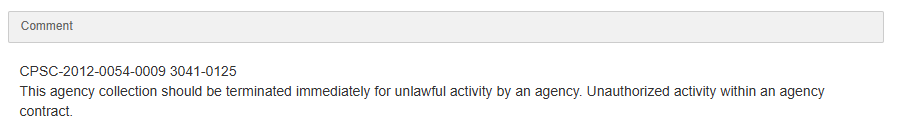 Comment
CPSC-2012-0054-0009 3041-0125
This agency collection should be terminated immediately for unlawful activity by an agency. Unauthorized activity within an agency
contract.